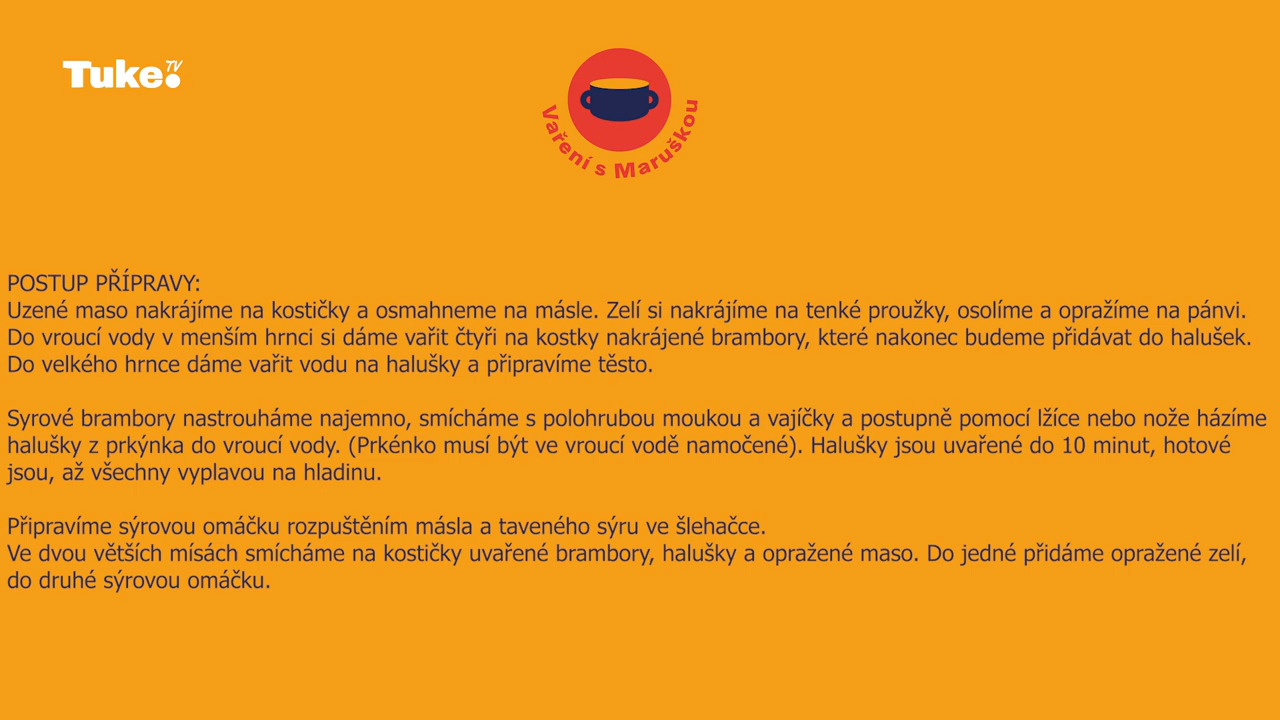 Tuke.TV
Vaření s Maruškou
POSTUP PŘÍPRAVY:
Uzené maso nakrájíme na kostičky a osmahneme na másle. Zelí si nakrájíme na tenké proužky, osolíme a opražíme na pánvi.
Do vroucí vody v menším hrnci si dáme vařit čtyři na kostky nakrájené brambory, které nakonec budeme přidávat do halušek.
Do velkého hrnce dáme vařit vodu na halušky a připravíme těsto.
Syrové brambory nastrouháme najemno, smícháme s polohrubou moukou a vajíčky a postupně pomocí lžíce nebo nože házíme
halušky z prkýnka do vroucí vody. (Prkénko musí být ve vroucí vodě namočené). Halušky jsou uvařené do 10 minut, hotové
jsou, až všechny vyplavou na hladinu.
Připravíme sýrovou omáčku rozpuštěním másla a taveného sýru ve šlehačce.
Ve dvou větších mísách smícháme na kostičky uvařené brambory, halušky a opražené maso. Do jedné přidáme opražené zelí,
do druhé sýrovou omáčku.